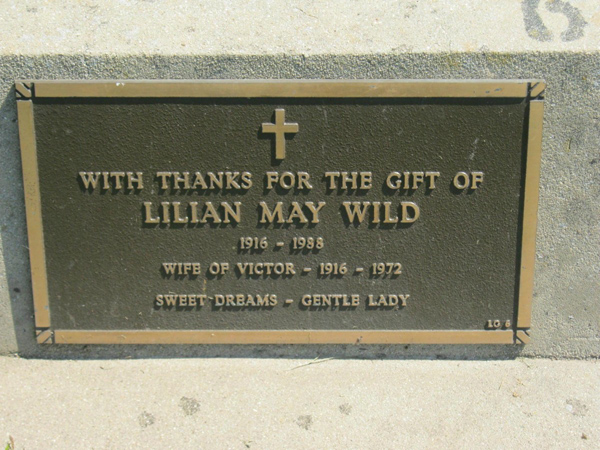 WITH THANKS FOR THE GIFT OF
LILIAN MAY WILD
1916 - 1988
WIFE OF VICTOR - 1916 - 1972
SWEET DREAMS - GENTLE LADY